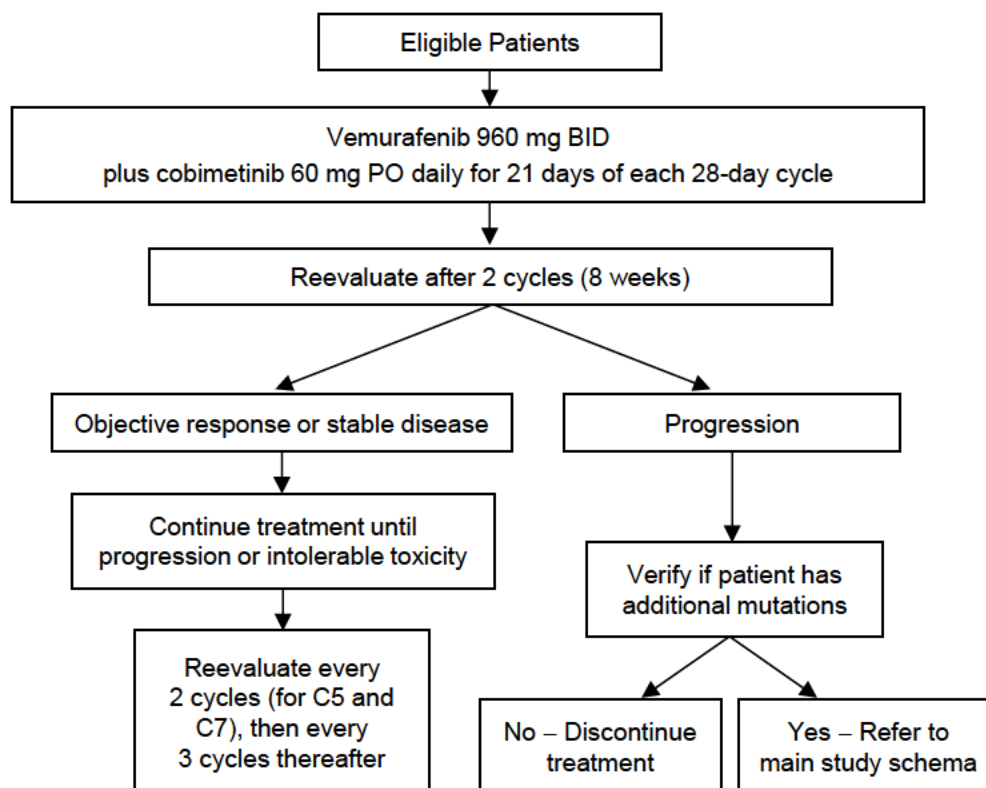 Eligible Patients
Vemurafenib 960 mg BID
plus cobimetinib 60 mg PO daily for 21 days of each 28-day cycle
Reevaluate after 2 cycles (8 weeks)
Objective response or stable disease
Progression
Continue treatment until
progression or intolerable toxicity
Verify if patient has
additional mutations
Reevaluate every
2 cycles (for C5 and
C7), then every
3 cycles thereafter
No – Discontinue
treatment
Yes – Refer to
main study schema